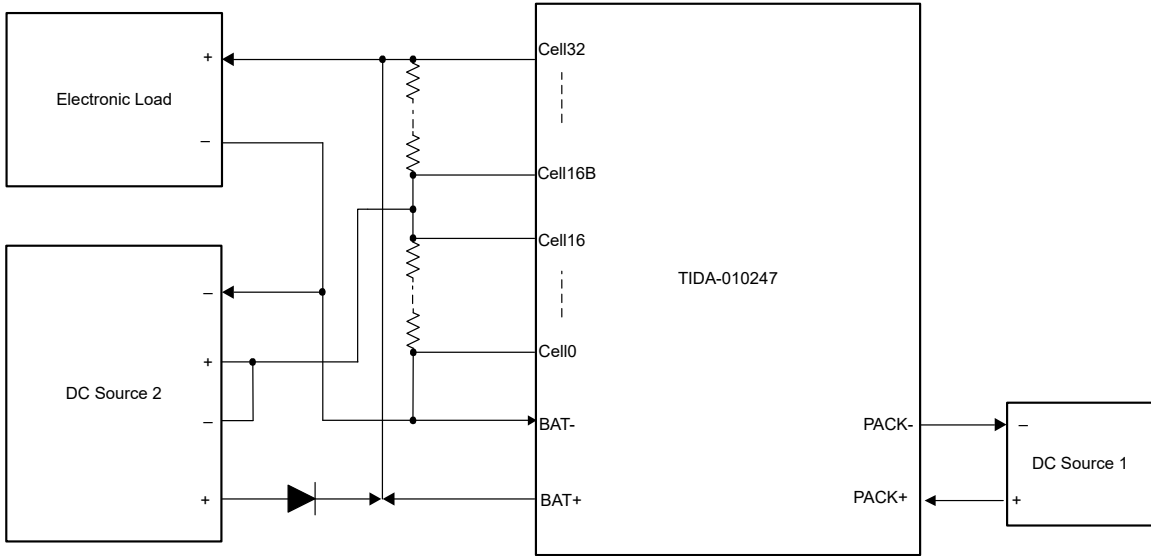 Electronic Load
+
–
DC Source 2
–
+
–
+
Cell32
Cell16B
Cell16
Cell0
BAT-
BAT+
TIDA-010247
PACK-
PACK+
–
DC Source 1
+